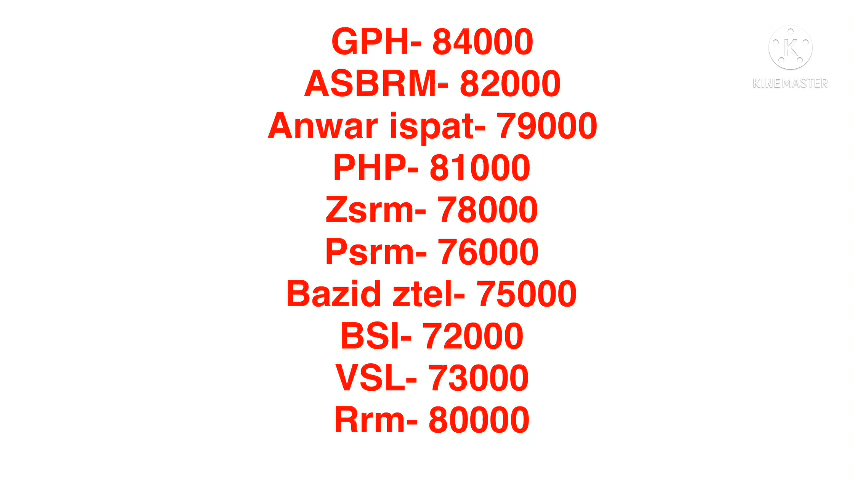 GPH- 84000
ASBRM- 82000
Anwar ispat- 79000
PHP- 81000
Zsrm- 78000
Psrm- 76000
Bazid ztel- 75000
BSI- 72000
VSL- 73000
Rrm- 80000
K
KINEMASTER